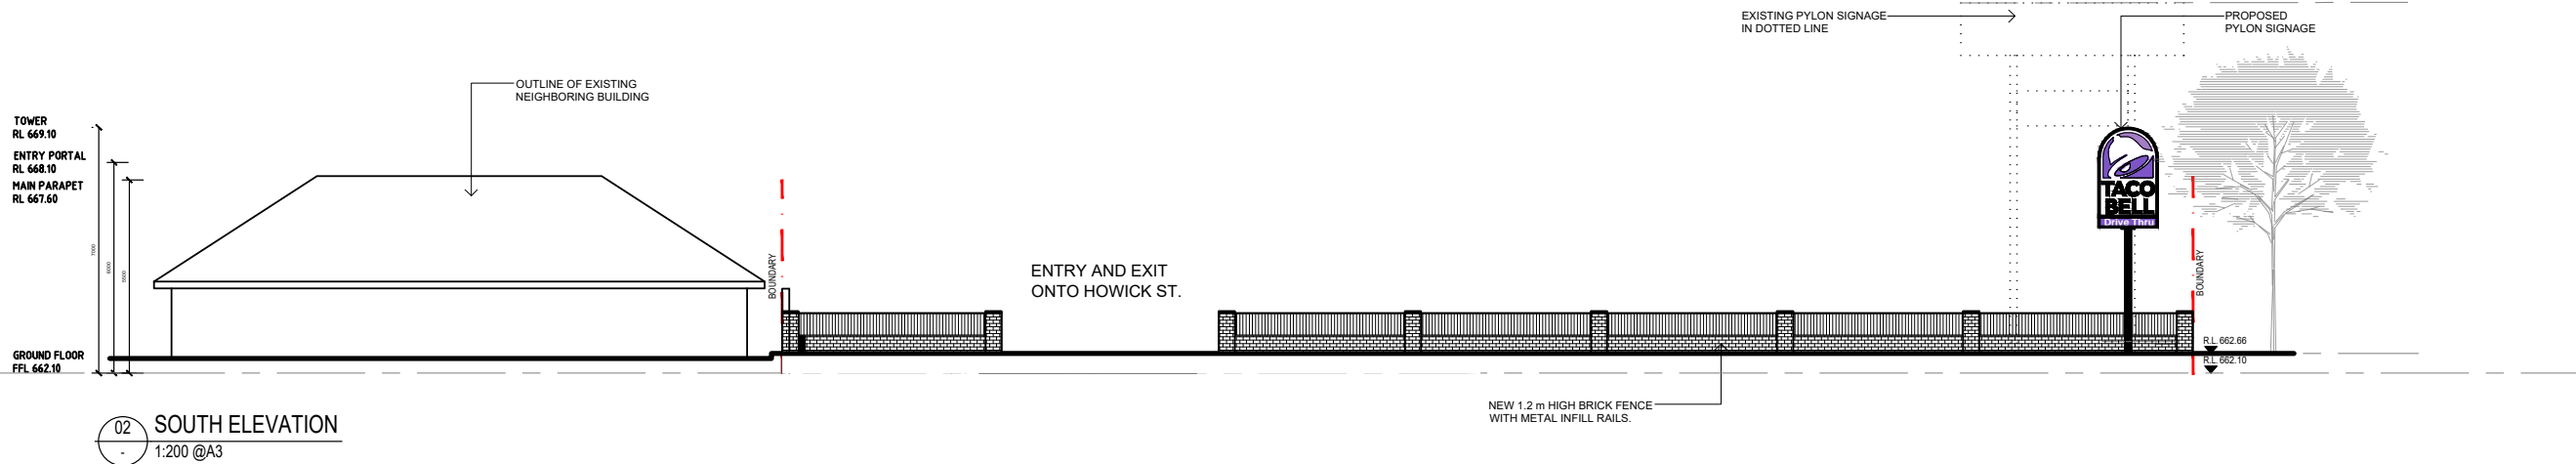 EXISTING PYLON SIGNAGE
IN DOTTED LINE
PROPOSED
PYLON SIGNAGE
OUTLINE OF EXISTING
NEIGHBORING BUILDING
TOWER
RL 669.10
ENTRY PORTAL
RL 668.10
MAIN PARAPET
RL 667.60
7000
6000
5500
BOUNDARY
ENTRY AND EXIT
ONTO HOWICK ST.
TACO
BELL
Drive Thru
BOUNDARY
GROUND FLOOR
FFL 662.10
R.L 662.66
R.L 662.10
NEW 1.2 m HIGH BRICK FENCE
WITH METAL INFILL RAILS.
02
-
SOUTH ELEVATION
1:200 @A3